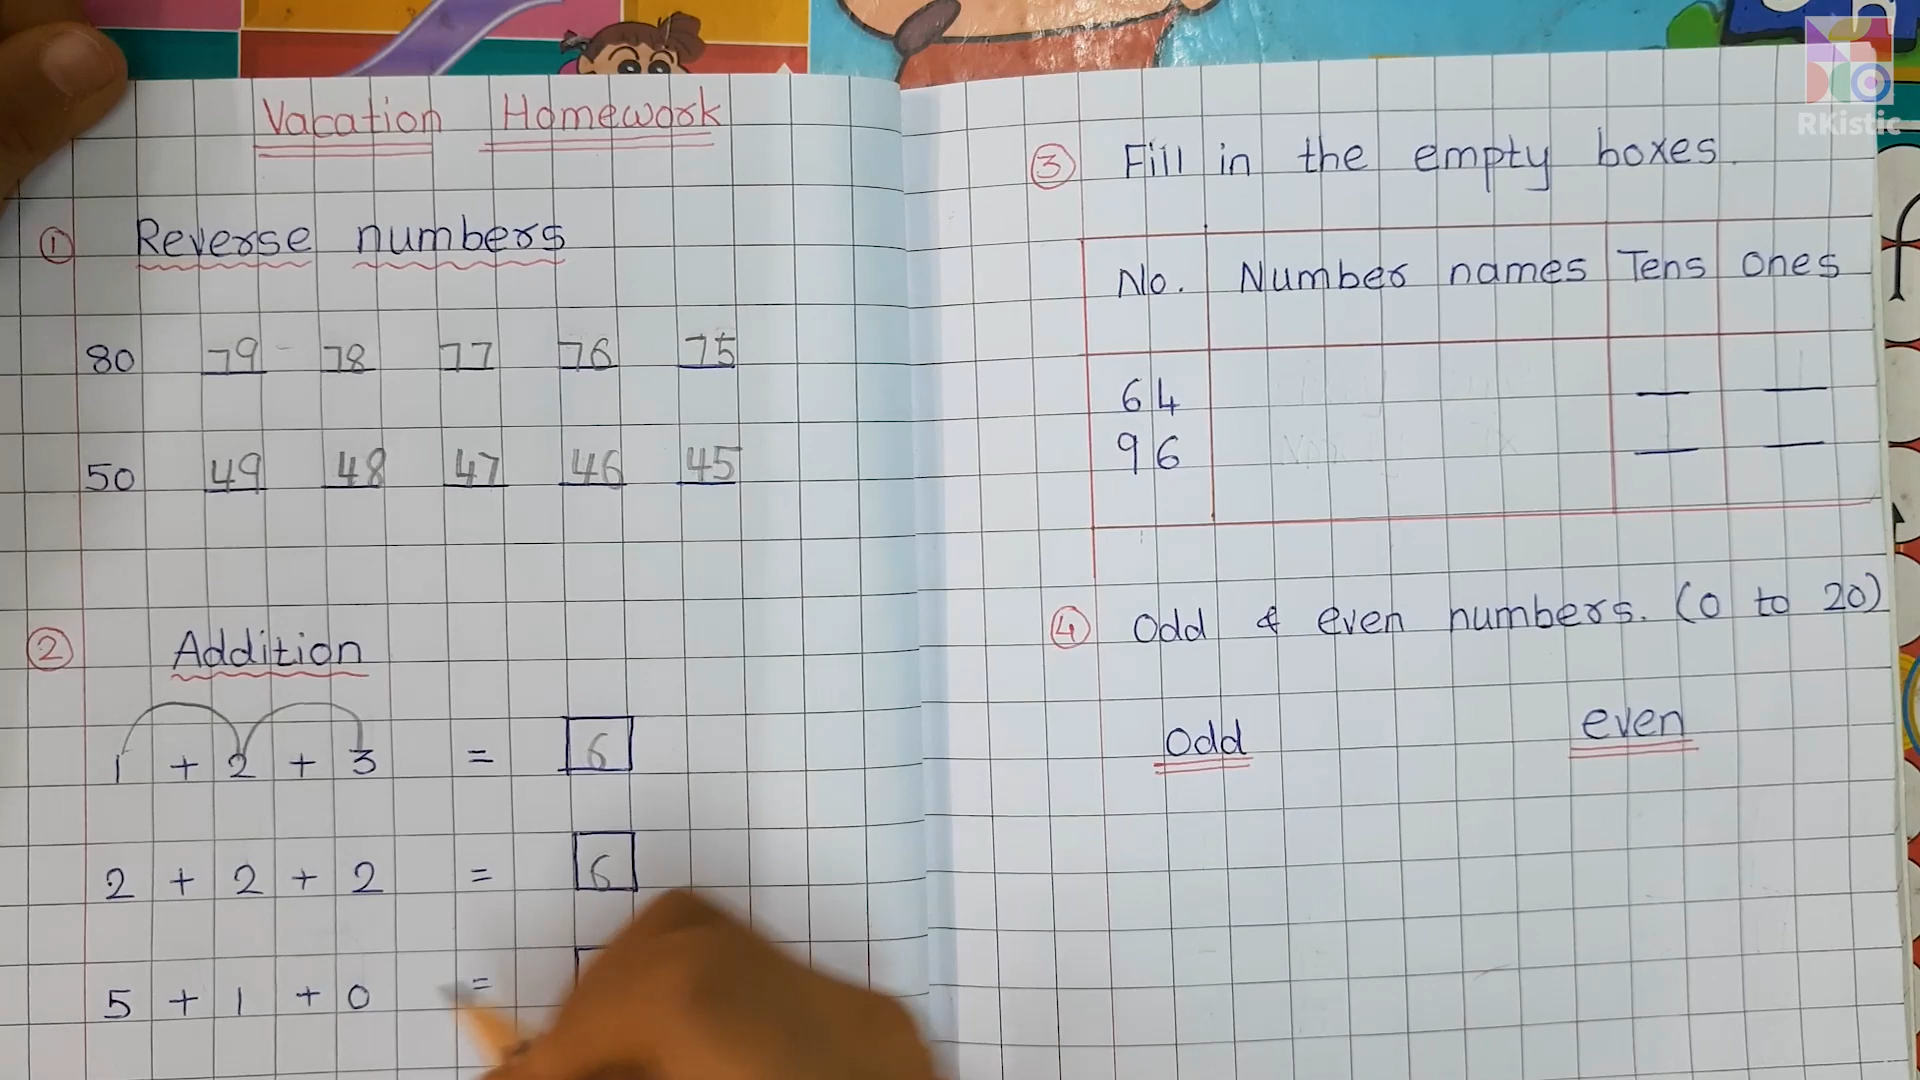 Vacation Homework
① Reverse numbers
80 79 78 77 76 75
50 49 48 47 46 45
② Addition
1 + 2 + 3 = 6
2 + 2 + 2 = 6
5 + 1 + 0 =
③ Fill in the empty boxes.
No. Number names Tens Ones
64
96
④ Odd & even numbers. (0 to 20)
Odd even
RKistic